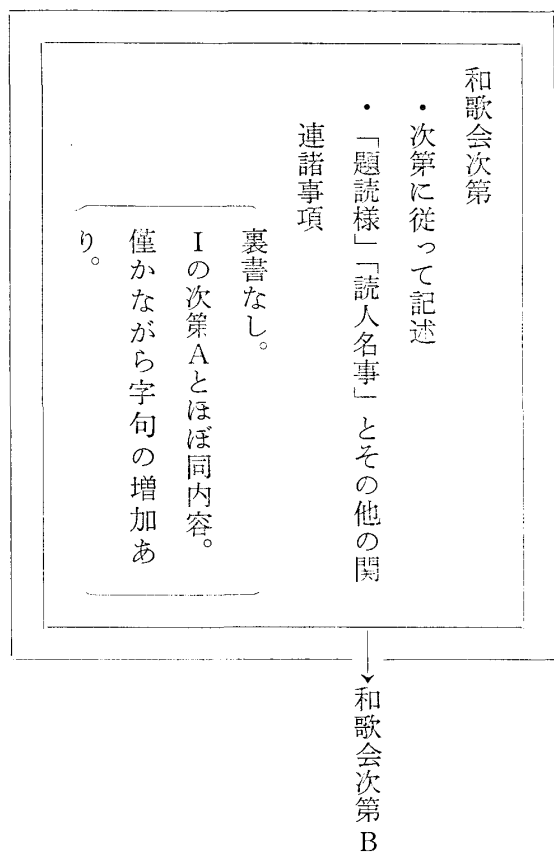 和歌会次第
・次第に従って記述
・「題読様」「読人名事」とその他の関
連諸事項
裏書なし。
Iの次第Aとほぼ同内容。
僅かながら字句の増加あ
り。
和歌会次第B